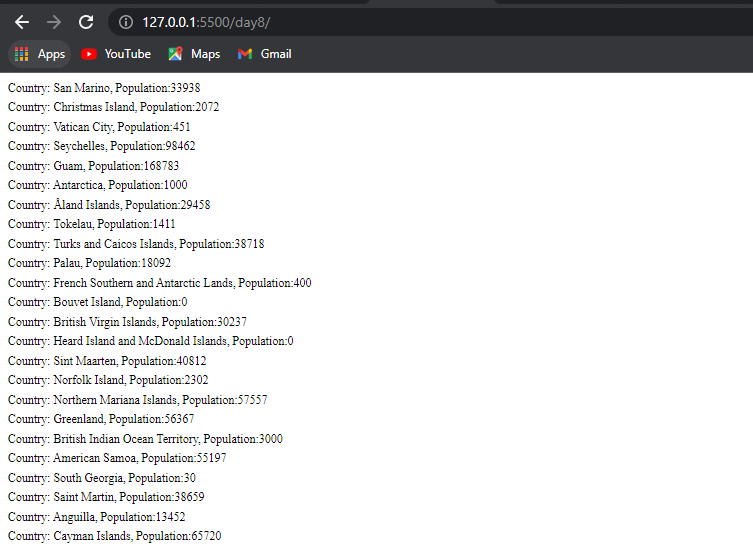 127.0.0.1:5500/day8/
Apps YouTube Maps Gmail
Country: San Marino, Population:33938
Country: Christmas Island, Population:2072
Country: Vatican City, Population:451
Country: Seychelles, Population:98462
Country: Guam, Population:168783
Country: Antarctica, Population:1000
Country: Åland Islands, Population:29458
Country: Tokelau, Population:1411
Country: Turks and Caicos Islands, Population:38718
Country: Palau, Population:18092
Country: French Southern and Antarctic Lands, Population:400
Country: Bouvet Island, Population:0
Country: British Virgin Islands, Population:30237
Country: Heard Island and McDonald Islands, Population:0
Country: Sint Maarten, Population:40812
Country: Norfolk Island, Population:2302
Country: Northern Mariana Islands, Population:57557
Country: Greenland, Population:56367
Country: British Indian Ocean Territory, Population:3000
Country: American Samoa, Population:55197
Country: South Georgia, Population:30
Country: Saint Martin, Population:38659
Country: Anguilla, Population:13452
Country: Cayman Islands, Population:65720